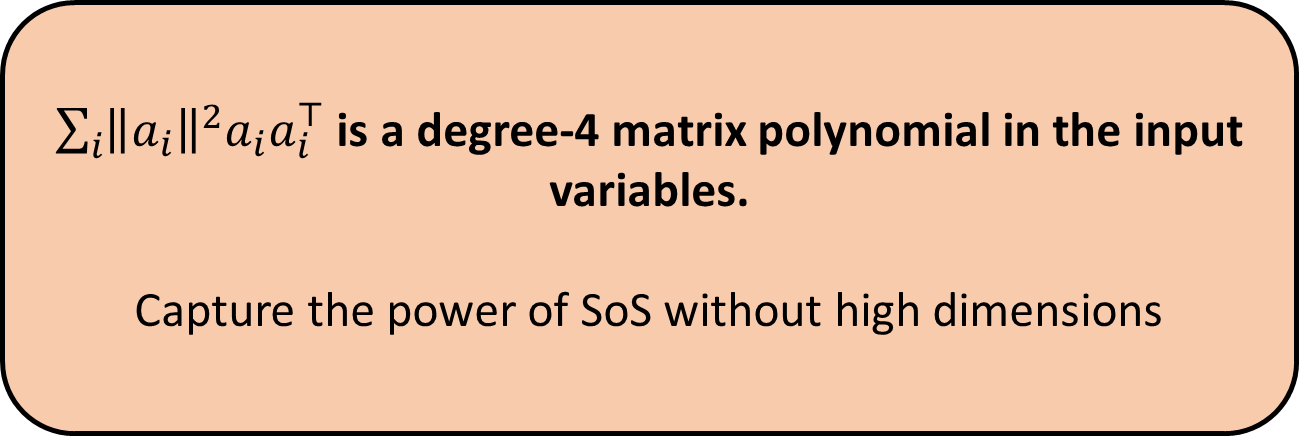 ∑ᵢ‖aᵢ‖²aᵢaᵢ^⊤ is a degree-4 matrix polynomial in the input
variables.
Capture the power of SoS without high dimensions